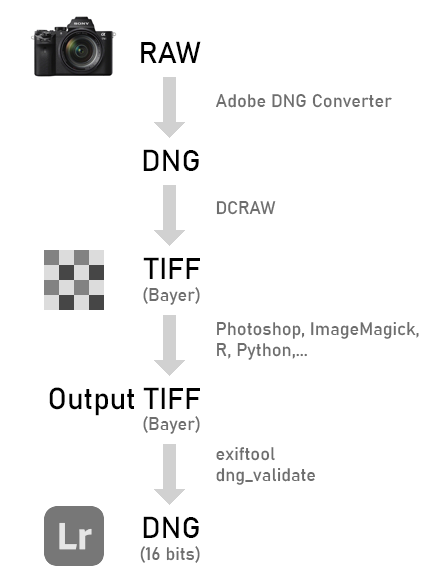 SONY
RAW
Adobe DNG Converter
DNG
DCRAW
TIFF
(Bayer)
Photoshop, ImageMagick,
R, Python,...
Output TIFF
(Bayer)
exiftool
dng_validate
Lr
DNG
(16 bits)